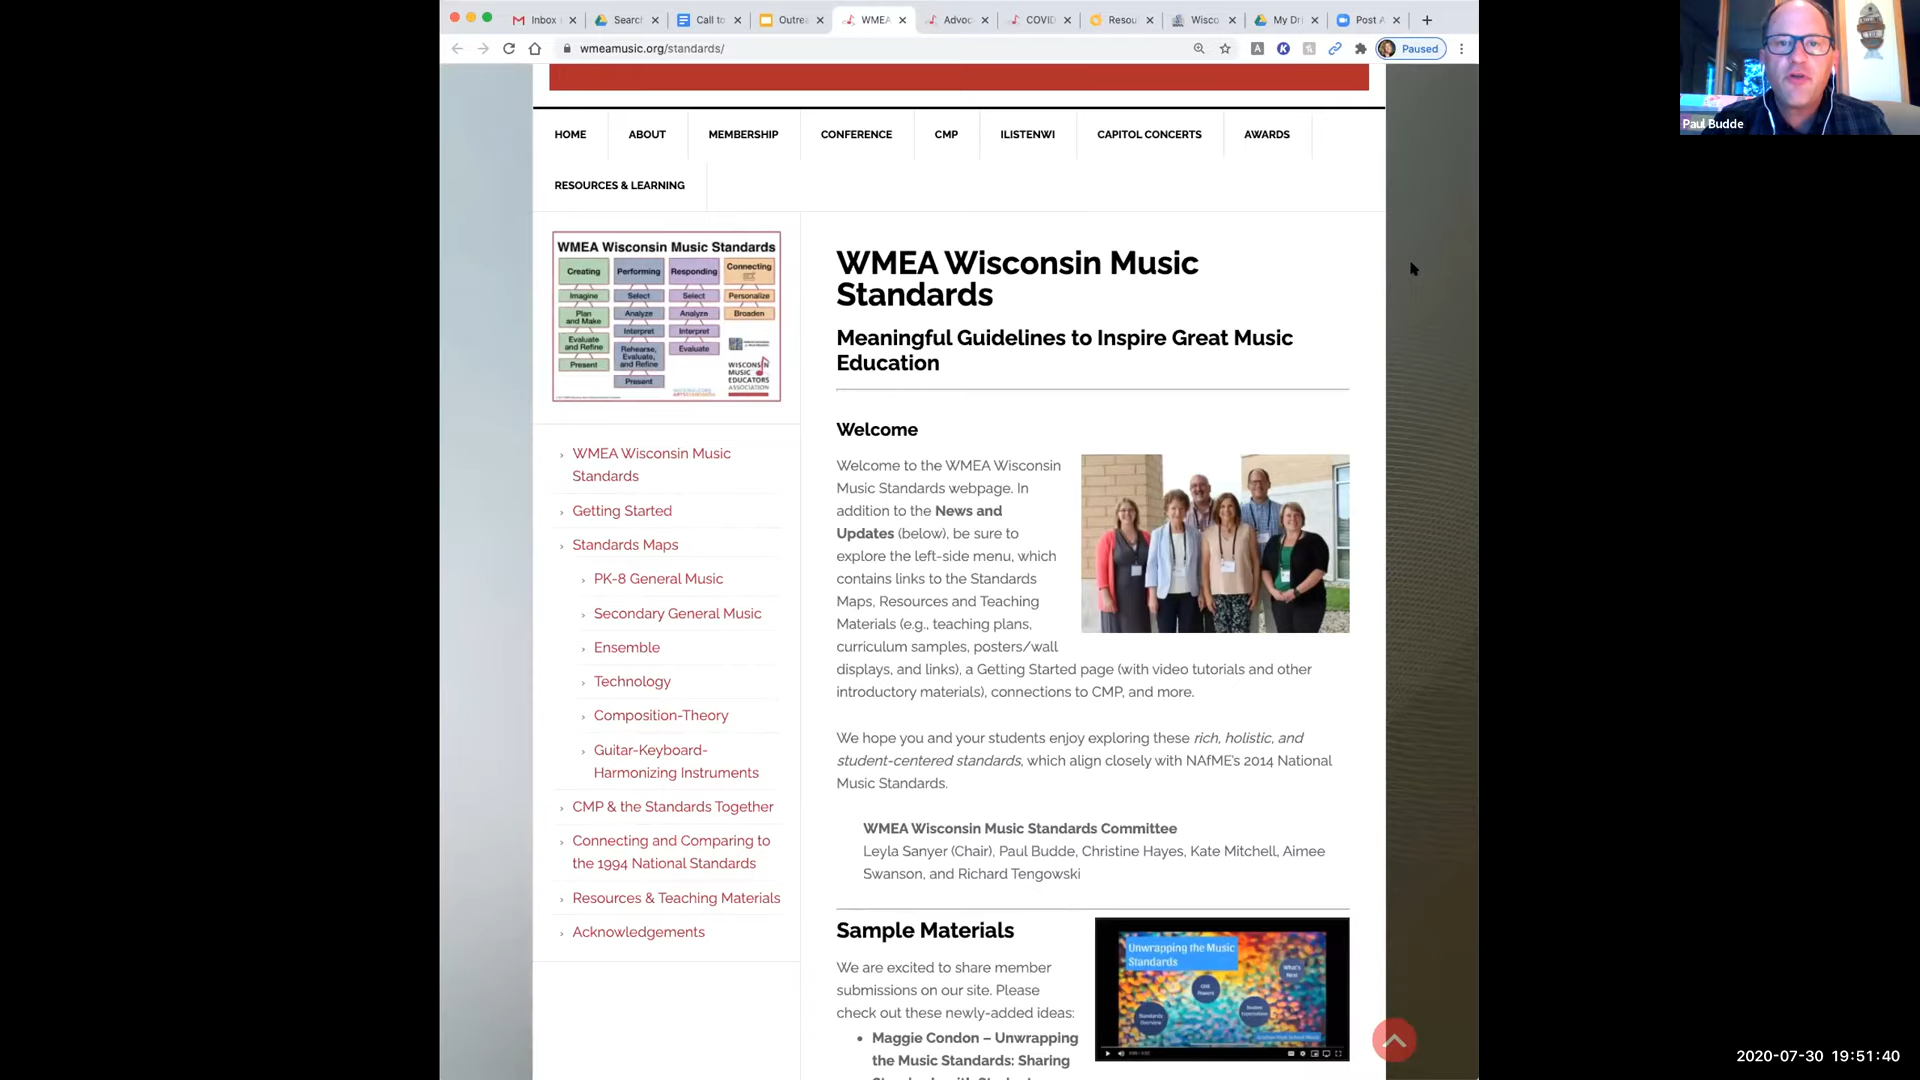 Inbox
Search
Call to
Outrea
WMEA
Advoc
COVID
Resou
Wisco
My Dr
Post A
wmeamusic.org/standards/
Paused
Paul Budde
HOME
ABOUT
MEMBERSHIP
CONFERENCE
CMP
ILISTENWI
CAPITOL CONCERTS
AWARDS
RESOURCES & LEARNING
WMEA Wisconsin Music Standards
Creating
Performing
Responding
Connecting
Imagine
Select
Select
Personalize
Plan
and Make
Analyze
Analyze
Broaden
Evaluate
and Refine
Interpret
Interpret
Present
Rehearse,
Evaluate,
and Refine
Evaluate
Present
WISCONSIN
MUSIC
EDUCATORS
ASSOCIATION
WMEA Wisconsin Music
Standards
Getting Started
Standards Maps
PK-8 General Music
Secondary General Music
Ensemble
Technology
Composition-Theory
Guitar-Keyboard-
Harmonizing Instruments
CMP & the Standards Together
Connecting and Comparing to
the 1994 National Standards
Resources & Teaching Materials
Acknowledgements
WMEA Wisconsin Music
Standards
Meaningful Guidelines to Inspire Great Music
Education
Welcome
Welcome to the WMEA Wisconsin
Music Standards webpage. In
addition to the News and
Updates (below), be sure to
explore the left-side menu, which
contains links to the Standards
Maps, Resources and Teaching
Materials (e.g., teaching plans,
curriculum samples, posters/wall
displays, and links), a Getting Started page (with video tutorials and other
introductory materials), connections to CMP, and more.
We hope you and your students enjoy exploring these rich, holistic, and
student-centered standards, which align closely with NAfME's 2014 National
Music Standards.
WMEA Wisconsin Music Standards Committee
Leyla Sanyer (Chair), Paul Budde, Christine Hayes, Kate Mitchell, Aimee
Swanson, and Richard Tengowski
Sample Materials
We are excited to share member
submissions on our site. Please
check out these newly-added ideas:
• Maggie Condon – Unwrapping
the Music Standards: Sharing
Unwrapping the Music
Standards
What's
Next
Standards
Overview
2020-07-30 19:51:40